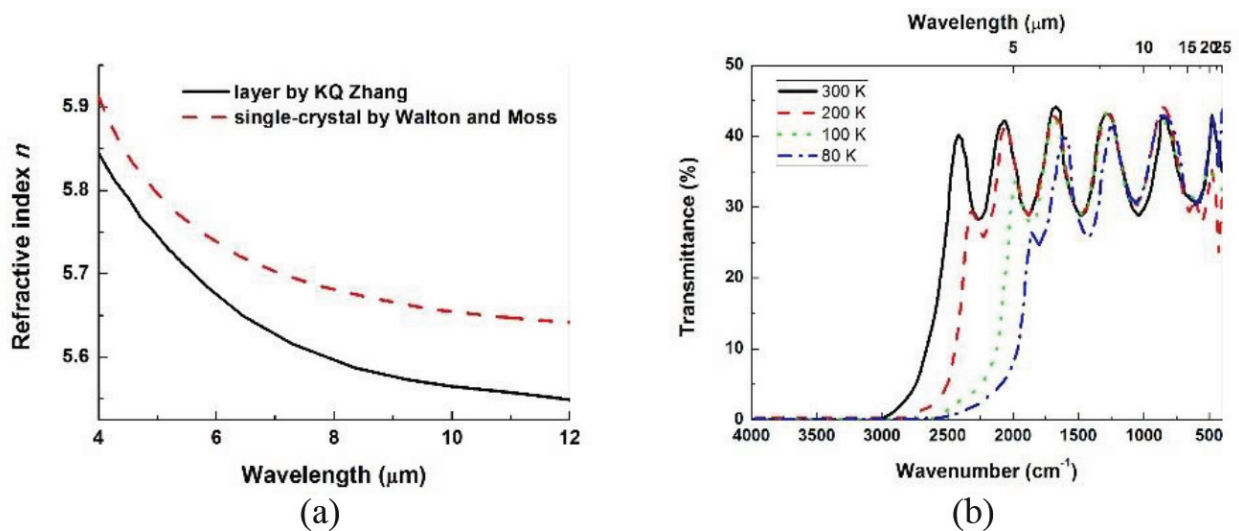 5.9
5.8
5.7
5.6
Refractive index n
layer by KQ Zhang
single-crystal by Walton and Moss
4 6 8 10 12
Wavelength (μm)
(a)
Wavelength (μm)
5 10 15 20 25
50
40
30
20
10
0
Transmittance (%)
300 K
200 K
100 K
80 K
4000 3500 3000 2500 2000 1500 1000 500
Wavenumber (cm⁻¹)
(b)